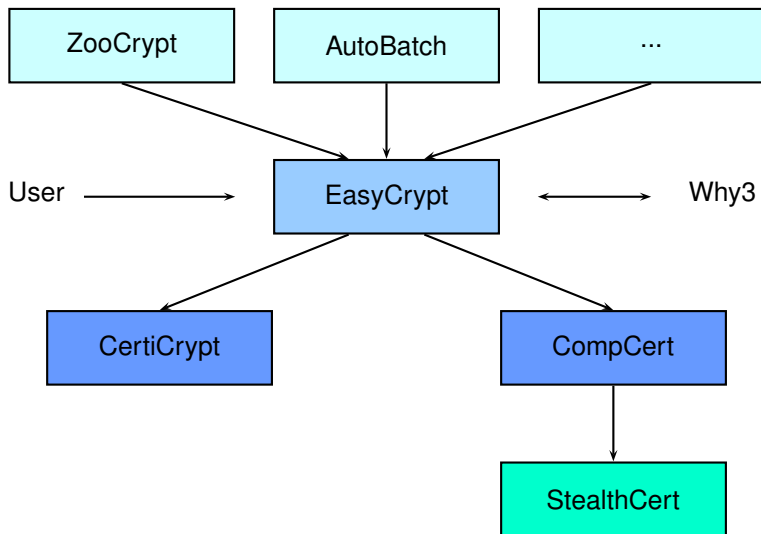 ZooCrypt
AutoBatch
...
User
EasyCrypt
Why3
CertiCrypt
CompCert
StealthCert